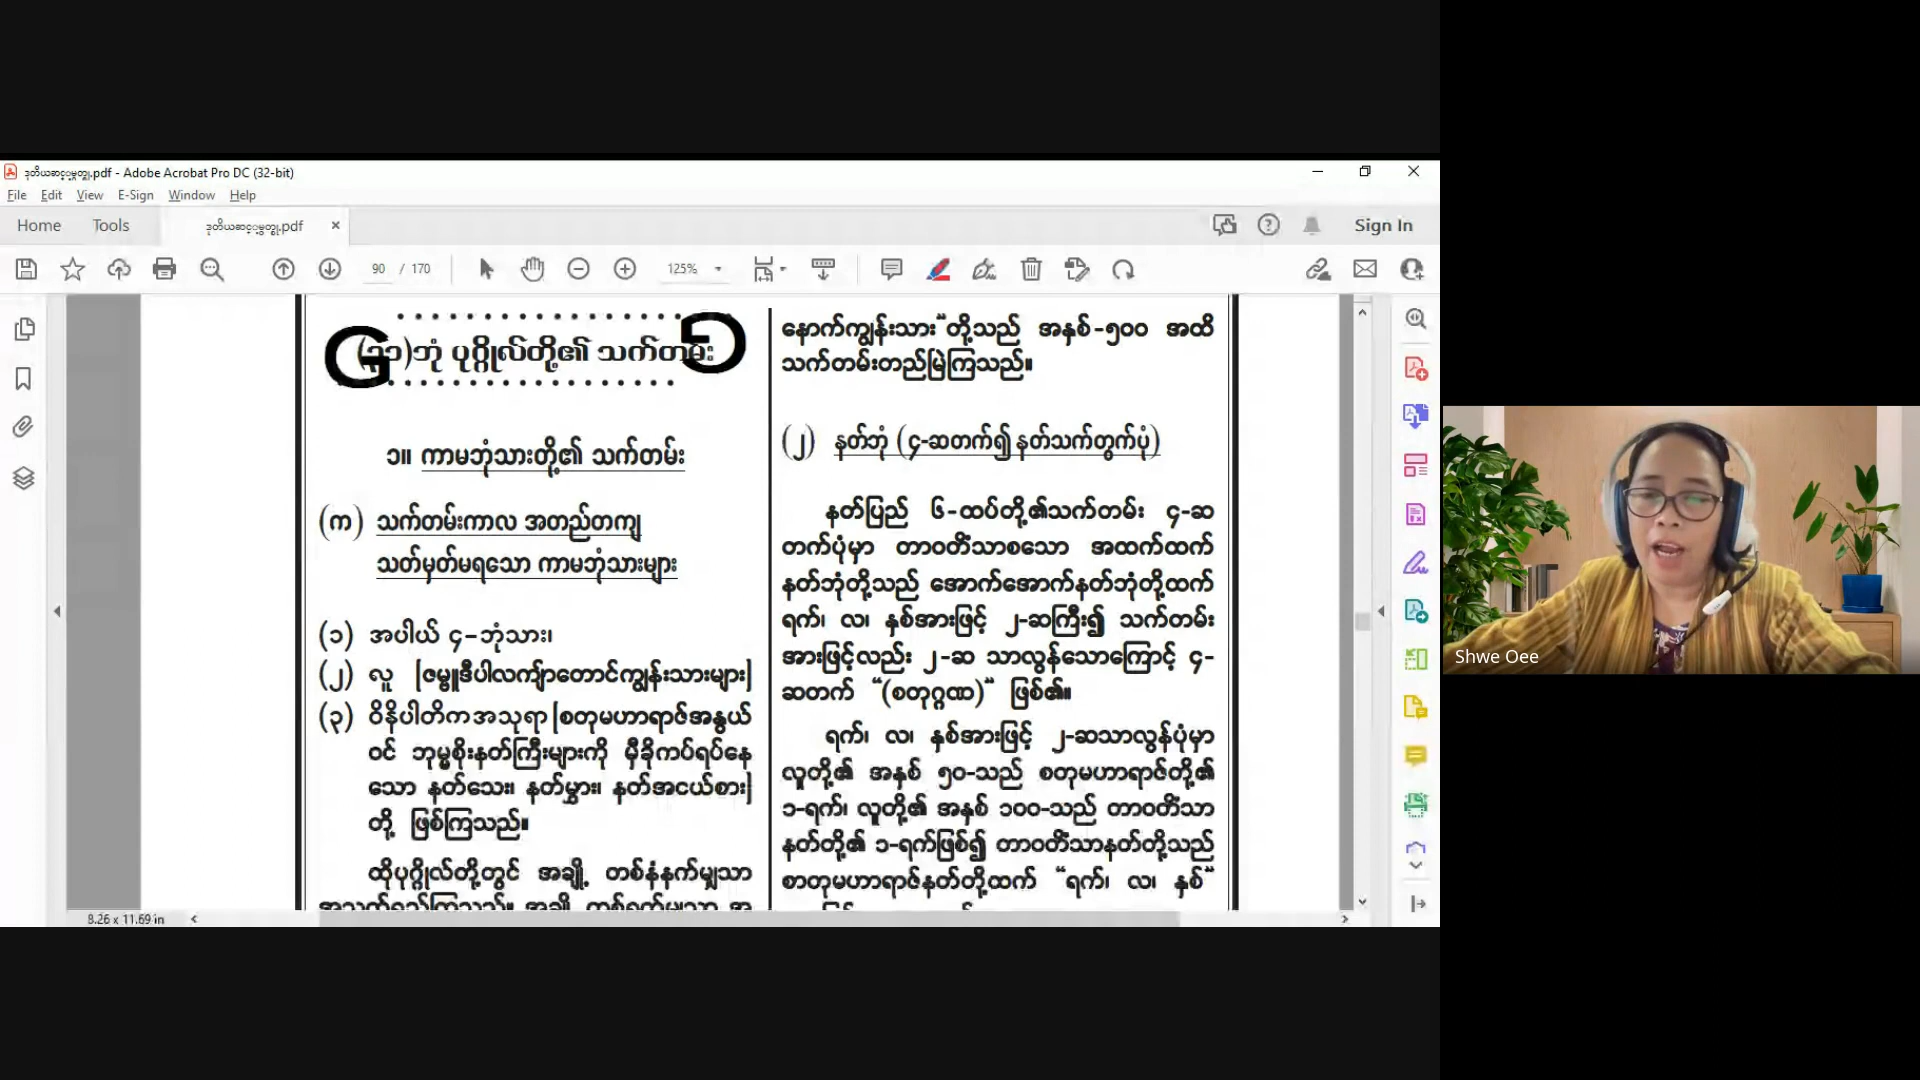 ဒုတိယဆင့်မှတ်စု.pdf - Adobe Acrobat Pro DC (32-bit)
File Edit View E-Sign Window Help
Home Tools ဒုတိယဆင့်မှတ်စု.pdf × Sign In
90 / 170 125%
(၃၁)ဘုံ ပုဂ္ဂိုလ်တို့၏ သက်တမ်း
၁။ ကာမဘုံသားတို့၏ သက်တမ်း
(က) သက်တမ်းကာလ အတည်တကျ
သတ်မှတ်မရသော ကာမဘုံသားများ
(၁) အပါယ် ၄-ဘုံသား၊
(၂) လူ [ဇမ္ဗူဒီပါလက်ျာတောင်ကျွန်းသားများ]
(၃) ဝိနိပါတိကအသုရာ [စတုမဟာရာဇ်အနွယ်
ဝင် ဘုမ္မစိုးနတ်ကြီးများကို မှီခိုကပ်ရပ်နေ
သော နတ်သေး၊ နတ်မွှား၊ နတ်အငယ်စား]
တို့ ဖြစ်ကြသည်။
ထိုပုဂ္ဂိုလ်တို့တွင် အချို့ တစ်နံနက်မျှသာ
နောက်ကျွန်းသား“တို့သည် အနှစ်-၅၀၀ အထိ
သက်တမ်းတည်မြဲကြသည်။
(၂) နတ်ဘုံ (၄-ဆတက်၍ နတ်သက်တွက်ပုံ)
နတ်ပြည် ၆-ထပ်တို့၏သက်တမ်း ၄-ဆ
တက်ပုံမှာ တာဝတိံသာစသော အထက်ထက်
နတ်ဘုံတို့သည် အောက်အောက်နတ်ဘုံတို့ထက်
ရက်၊ လ၊ နှစ်အားဖြင့် ၂-ဆကြီး၍ သက်တမ်း
အားဖြင့်လည်း ၂-ဆ သာလွန်သောကြောင့် ၄-
ဆတက် “(စတုဂ္ဂုဏ)“ ဖြစ်၏။
ရက်၊ လ၊ နှစ်အားဖြင့် ၂-ဆသာလွန်ပုံမှာ
လူတို့၏ အနှစ် ၅၀-သည် စတုမဟာရာဇ်တို့၏
၁-ရက်၊ လူတို့၏ အနှစ် ၁၀၀-သည် တာဝတိံသာ
နတ်တို့၏ ၁-ရက်ဖြစ်၍ တာဝတိံသာနတ်တို့သည်
စာတုမဟာရာဇ်နတ်တို့ထက် “ရက်၊ လ၊ နှစ်“
8.26 x 11.69 in
Shwe Oee